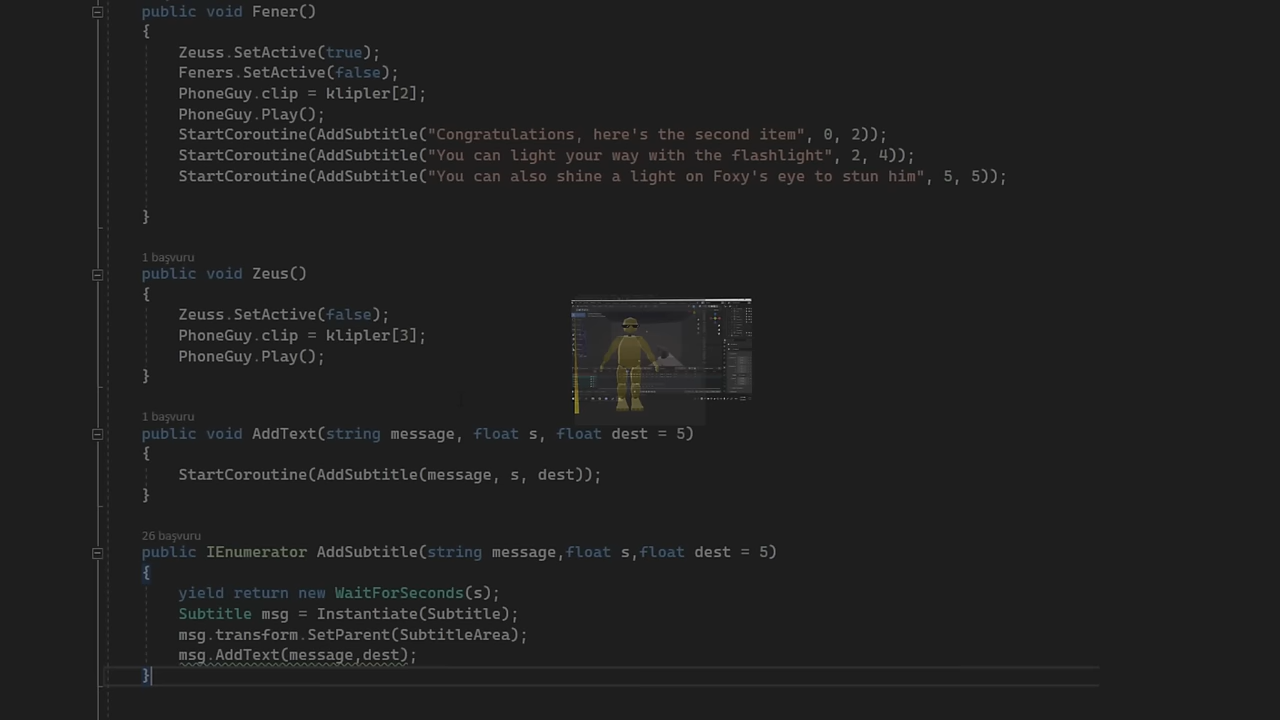 public void Fener()
{
Zeuss.SetActive(true);
Feners.SetActive(false);
PhoneGuy.clip = klipler[2];
PhoneGuy.Play();
StartCoroutine(AddSubtitle("Congratulations, here's the second item", 0, 2));
StartCoroutine(AddSubtitle("You can light your way with the flashlight", 2, 4));
StartCoroutine(AddSubtitle("You can also shine a light on Foxy's eye to stun him", 5, 5));
}
1 başvuru
public void Zeus()
{
Zeuss.SetActive(false);
PhoneGuy.clip = klipler[3];
PhoneGuy.Play();
}
1 başvuru
public void AddText(string message, float s, float dest = 5)
{
StartCoroutine(AddSubtitle(message, s, dest));
}
26 başvuru
public IEnumerator AddSubtitle(string message,float s,float dest = 5)
{
yield return new WaitForSeconds(s);
Subtitle msg = Instantiate(Subtitle);
msg.transform.SetParent(SubtitleArea);
msg.AddText(message,dest);
}